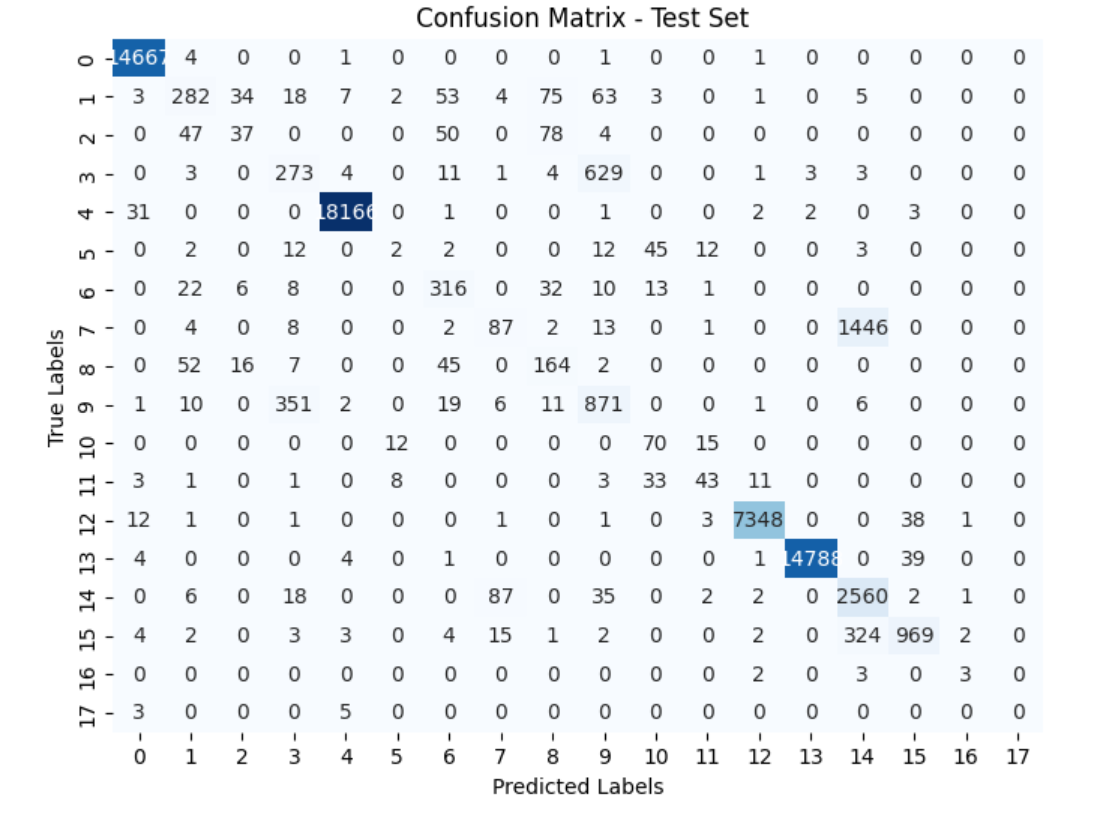 Confusion Matrix - Test Set
0 14667 4 0 0 1 0 0 0 0 1 0 0 1 0 0 0 0 0
1 3 282 34 18 7 2 53 4 75 63 3 0 1 0 5 0 0 0
2 0 47 37 0 0 0 50 0 78 4 0 0 0 0 0 0 0 0
3 0 3 0 273 4 0 11 1 4 629 0 0 1 3 3 0 0 0
4 31 0 0 0 18166 0 1 0 0 1 0 0 2 2 0 3 0 0
5 0 2 0 12 0 2 2 0 0 12 45 12 0 0 3 0 0 0
6 0 22 6 8 0 0 316 0 32 10 13 1 0 0 0 0 0 0
7 0 4 0 8 0 0 2 87 2 13 0 1 0 0 1446 0 0 0
8 0 52 16 7 0 0 45 0 164 2 0 0 0 0 0 0 0 0
9 1 10 0 351 2 0 19 6 11 871 0 0 1 0 6 0 0 0
10 0 0 0 0 0 12 0 0 0 0 70 15 0 0 0 0 0 0
11 3 1 0 1 0 8 0 0 0 3 33 43 11 0 0 0 0 0
12 12 1 0 1 0 0 0 1 0 1 0 3 7348 0 0 38 1 0
13 4 0 0 0 4 0 1 0 0 0 0 0 1 14788 0 39 0 0
14 0 6 0 18 0 0 0 87 0 35 0 2 2 0 2560 2 1 0
15 4 2 0 3 3 0 4 15 1 2 0 0 2 0 324 969 2 0
16 0 0 0 0 0 0 0 0 0 0 0 0 2 0 3 0 3 0
17 3 0 0 0 5 0 0 0 0 0 0 0 0 0 0 0 0 0
0 1 2 3 4 5 6 7 8 9 10 11 12 13 14 15 16 17
True Labels
Predicted Labels